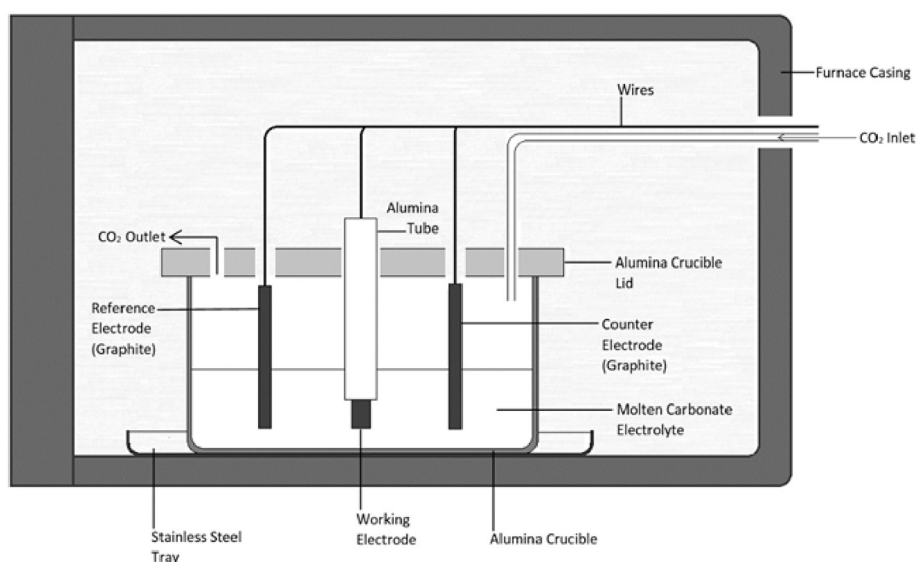 Furnace Casing
Wires
CO₂ Inlet
Alumina
Tube
CO₂ Outlet
Alumina Crucible
Lid
Reference
Electrode
(Graphite)
Counter
Electrode
(Graphite)
Molten Carbonate
Electrolyte
Stainless Steel
Tray
Working
Electrode
Alumina Crucible